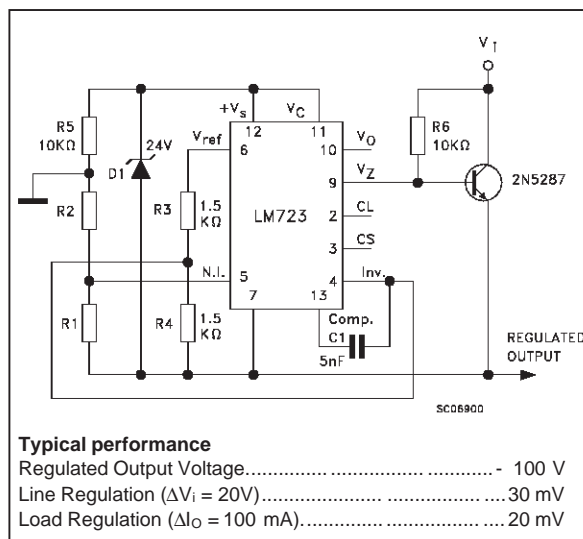 V I
+V s
V C
R5
10KΩ
24V
D1
V ref
12
11
6
10
V O
R6
10KΩ
9
V Z
2N5287
R2
R3
1.5
KΩ
LM723
2
CL
3
CS
N.I.
5
4
Inv.
7
13
R1
R4
1.5
KΩ
Comp.
C1
5nF
REGULATED
OUTPUT
SC06900
Typical performance
Regulated Output Voltage.............. ..................... ................- 100 V
Line Regulation (ΔVi = 20V)....................... ..................... ....30 mV
Load Regulation (ΔIO = 100 mA)....................... ..................... ....20 mV